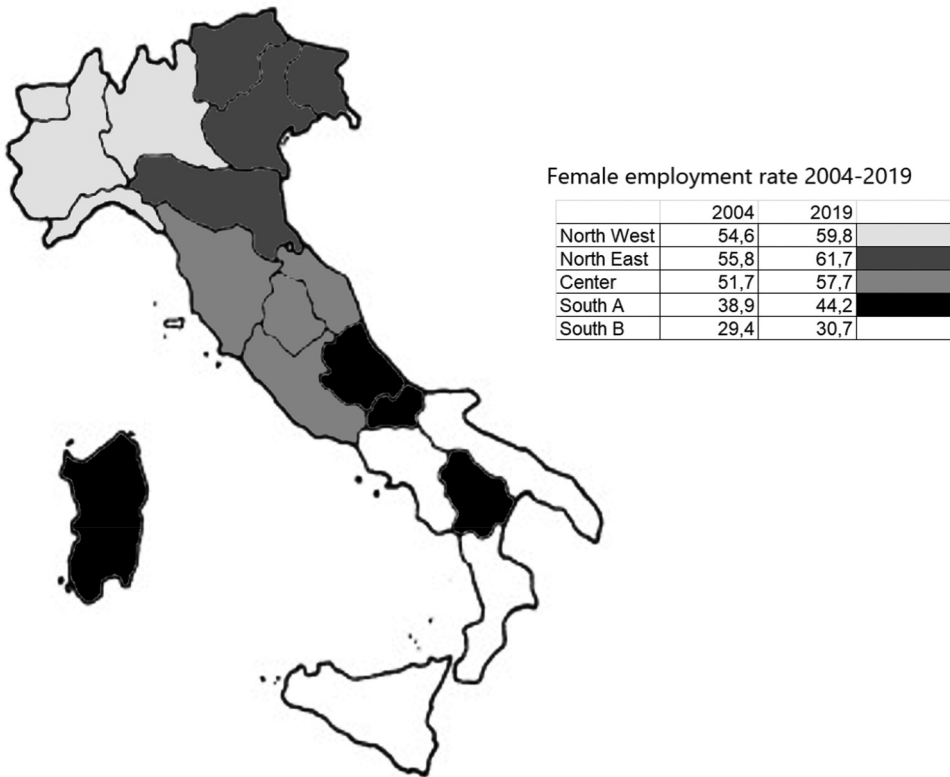 Female employment rate 2004-2019
2004 2019
North West 54,6 59,8
North East 55,8 61,7
Center 51,7 57,7
South A 38,9 44,2
South B 29,4 30,7